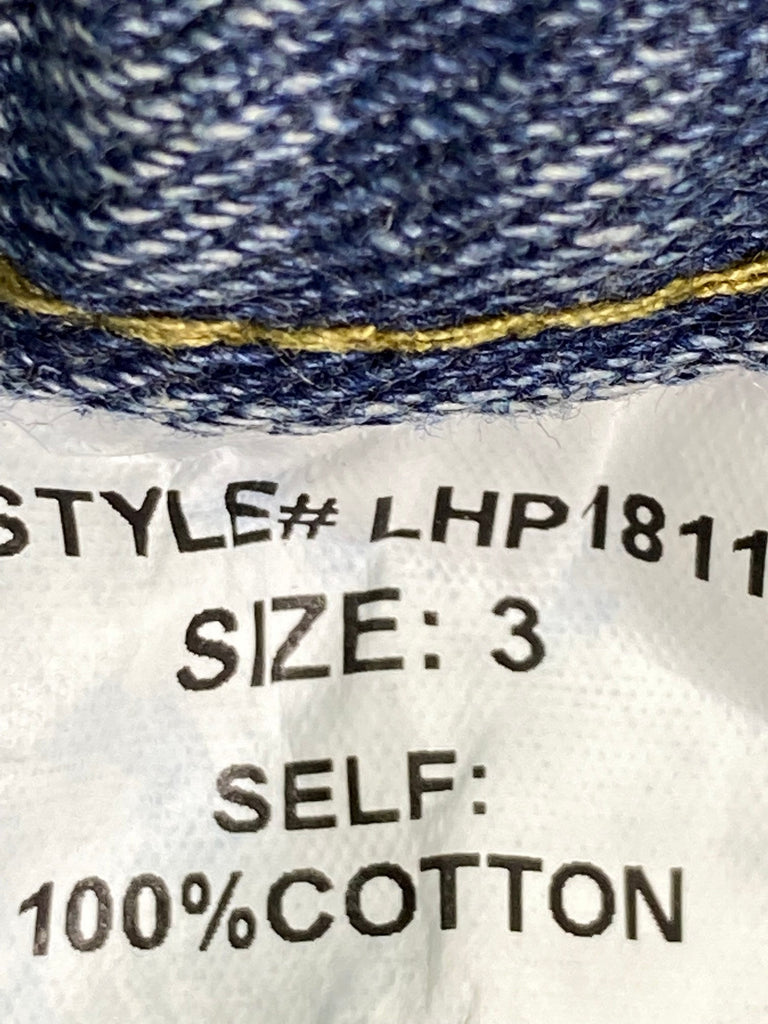 STYLE# LHP1811
SIZE: 3
SELF:
100%COTTON